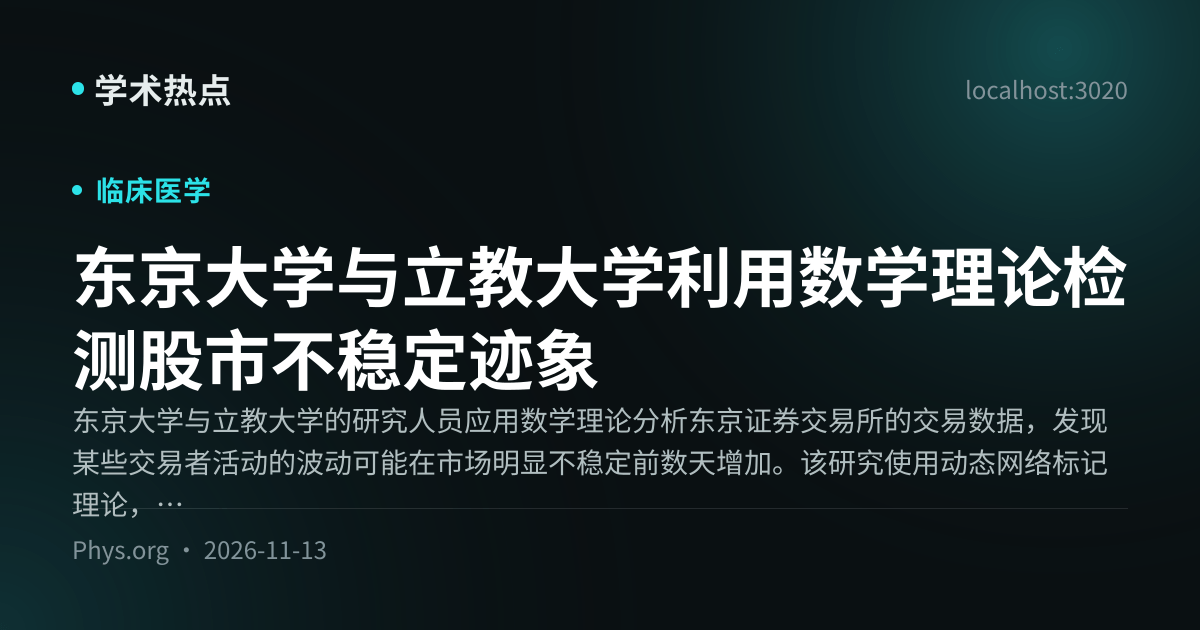 学术热点
localhost:3020
临床医学
东京大学与立教大学利用数学理论检
测股市不稳定迹象
东京大学与立教大学的研究人员应用数学理论分析东京证券交易所的交易数据，发现
某些交易者活动的波动可能在市场明显不稳定前数天增加。该研究使用动态网络标记
理论，…
Phys.org • 2026-11-13